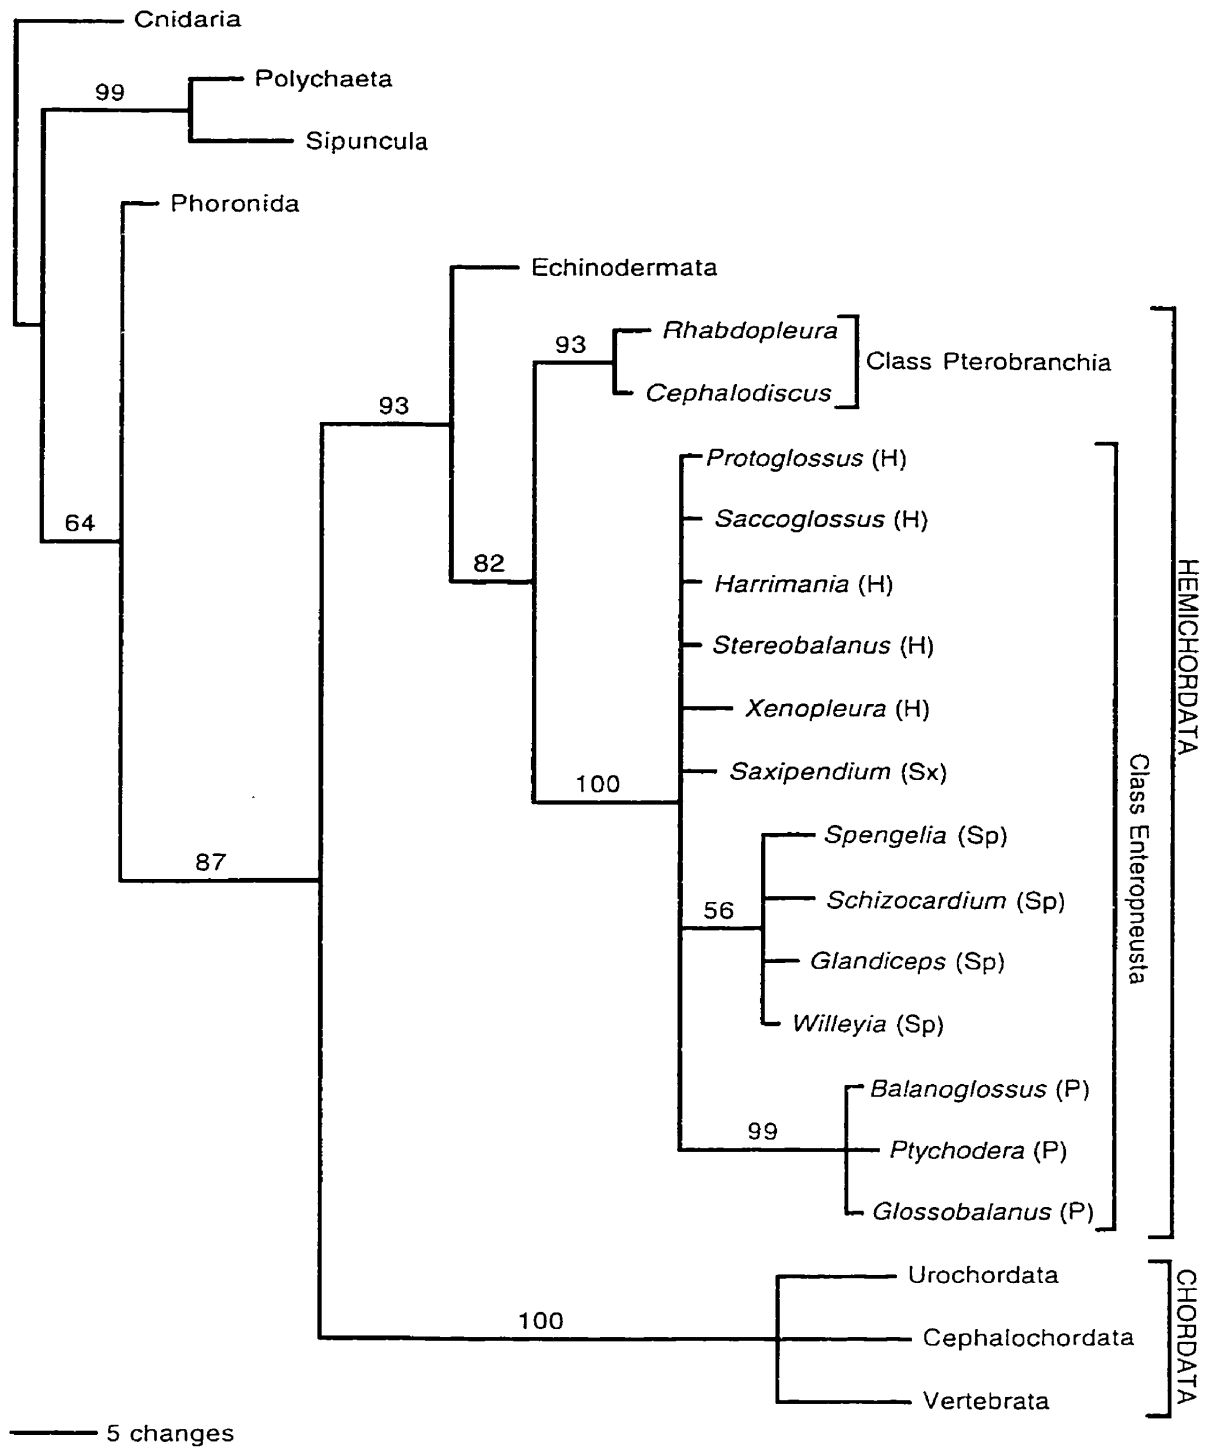 Cnidaria
99
Polychaeta
Sipuncula
Phoronida
Echinodermata
Rhabdopleura
93
Class Pterobranchia
Cephalodiscus
93
Protoglossus (H)
Saccoglossus (H)
64
82
Harrimania (H)
HEMICHORDATA
Stereobalanus (H)
Xenopleura (H)
Saxipendium (Sx)
100
Class Enteropneusta
Spengelia (Sp)
87
Schizocardium (Sp)
56
Glandiceps (Sp)
Willeyia (Sp)
Balanoglossus (P)
99
Ptychodera (P)
Glossobalanus (P)
Urochordata
100
Cephalochordata
CHORDATA
Vertebrata
5 changes